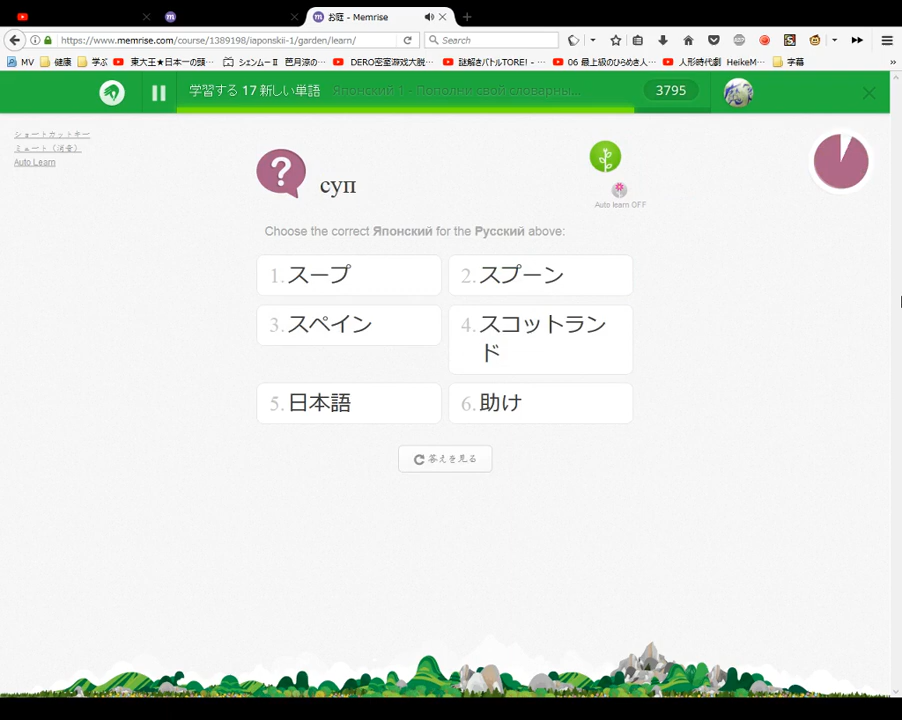 お庭 - Memrise
https://www.memrise.com/course/1389198/iaponskii-1/garden/learn/
Search
MV 健康 学ぶ 東大王★日本一の頭… シェンムーⅡ 芭月涼の… DERO密室游戏大脱… 謎解きバトルTORE! - … 06 最上級のひらめき人… 人形時代劇 HeikeM… 字幕
学習する 17 新しい単語 Японский 1 - Пополни свой словарны... 3795
ショートカットキー
ミュート（消音）
Auto Learn
суп
Auto learn OFF
Choose the correct Японский for the Русский above:
1. スープ
2. スプーン
3. スペイン
4. スコットラン
ド
5. 日本語
6. 助け
答えを見る